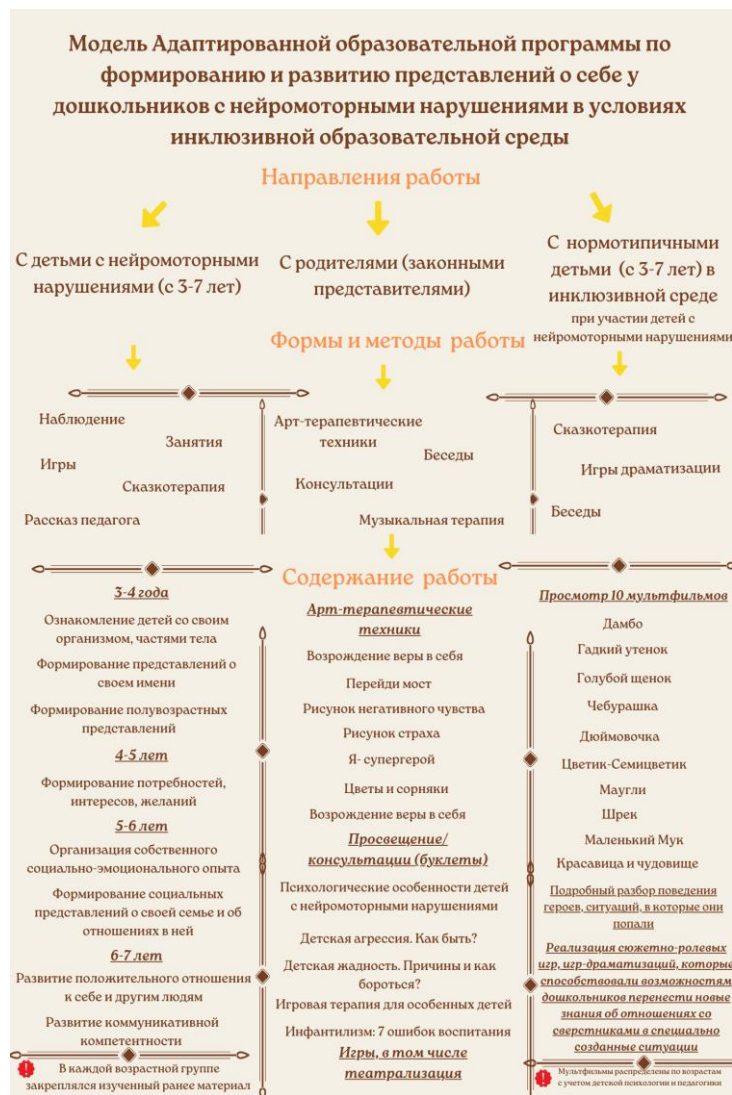 Модель Адаптированной образовательной программы по
формированию и развитию представлений о себе у
дошкольников с нейромоторными нарушениями в условиях
инклюзивной образовательной среды
Направления работы
С детьми с нейромоторными
нарушениями (с 3-7 лет)
С родителями (законными
представителями)
С нормотипичными
детьми (с 3-7 лет) в
инклюзивной среде
при участии детей с
нейромоторными нарушениями
Формы и методы работы
Наблюдение
Занятия
Игры
Сказкотерапия
Рассказ педагога
Арт-терапевтические
техники
Беседы
Консультации
Музыкальная терапия
Сказкотерапия
Игры драматизации
Беседы
Содержание работы
3-4 года
Ознакомление детей со своим
организмом, частями тела
Формирование представлений о
своем имени
Формирование полувозрастных
представлений
4-5 лет
Формирование потребностей,
интересов, желаний
5-6 лет
Организация собственного
социально-эмоционального опыта
Формирование социальных
представлений о своей семье и об
отношениях в ней
6-7 лет
Развитие положительного отношения
к себе и другим людям
Развитие коммуникативной
компетентности
В каждой возрастной группе
закреплялся изученный ранее материал
Арт-терапевтические
техники
Возрождение веры в себя
Перейди мост
Рисунок негативного чувства
Рисунок страха
Я- супергерой
Цветы и сорняки
Возрождение веры в себя
Просвещение/
консультации (буклеты)
Психологические особенности детей
с нейромоторными нарушениями
Детская агрессия. Как быть?
Детская жадность. Причины и как
бороться?
Игровая терапия для особенных детей
Инфантилизм: 7 ошибок воспитания
Игры, в том числе
театрализация
Просмотр 10 мультфильмов
Дамбо
Гадкий утенок
Голубой щенок
Чебурашка
Дюймовочка
Цветик-Семицветик
Маугли
Шрек
Маленький Мук
Красавица и чудовище
Подробный разбор поведения
героев, ситуаций, в которые они
попали
Реализация сюжетно-ролевых
игр, игр-драматизаций, которые
способствовали возможностям
дошкольников перенести новые
знания об отношениях со
сверстниками в специально
созданные ситуации
Мультфильмы распределены по возрастам
с учетом детской психологии и педагогики